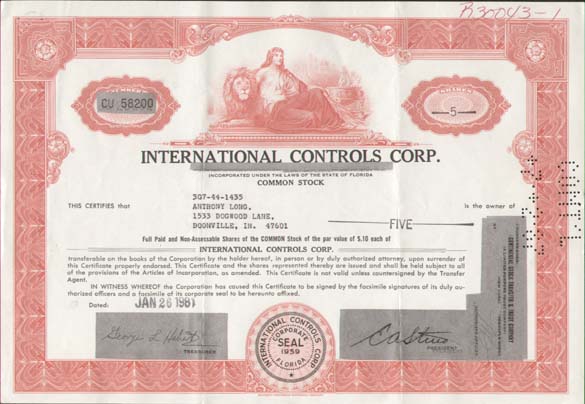 R30043-1
NUMBER
CU 58200
SHARES
5
INTERNATIONAL CONTROLS CORP.
INCORPORATED UNDER THE LAWS OF THE STATE OF FLORIDA
COMMON STOCK
THIS CERTIFIES that
307-44-1435
ANTHONY LONG,
1533 DOGWOOD LANE,
BOONVILLE, IN. 47601
is the owner of
FIVE
Full Paid and Non-Assessable Shares of the COMMON Stock of the par value of $.10 each of
INTERNATIONAL CONTROLS CORP.
transferable on the books of the Corporation by the holder hereof, in person or by duly authorized attorney, upon surrender of
this Certificate properly endorsed. This Certificate and the shares represented thereby are issued and shall be held subject to all
of the provisions of the Articles of Incorporation, as amended. This Certificate is not valid unless countersigned by the Transfer
Agent.
IN WITNESS WHEREOF the Corporation has caused this Certificate to be signed by the facsimile signatures of its duly au-
thorized officers and a facsimile of its corporate seal to be hereunto affixed.
Dated: JAN 26 1981
TREASURER
INTERNATIONAL CONTROLS CORP
CORPORATE
SEAL
1959
FLORIDA
PRESIDENT